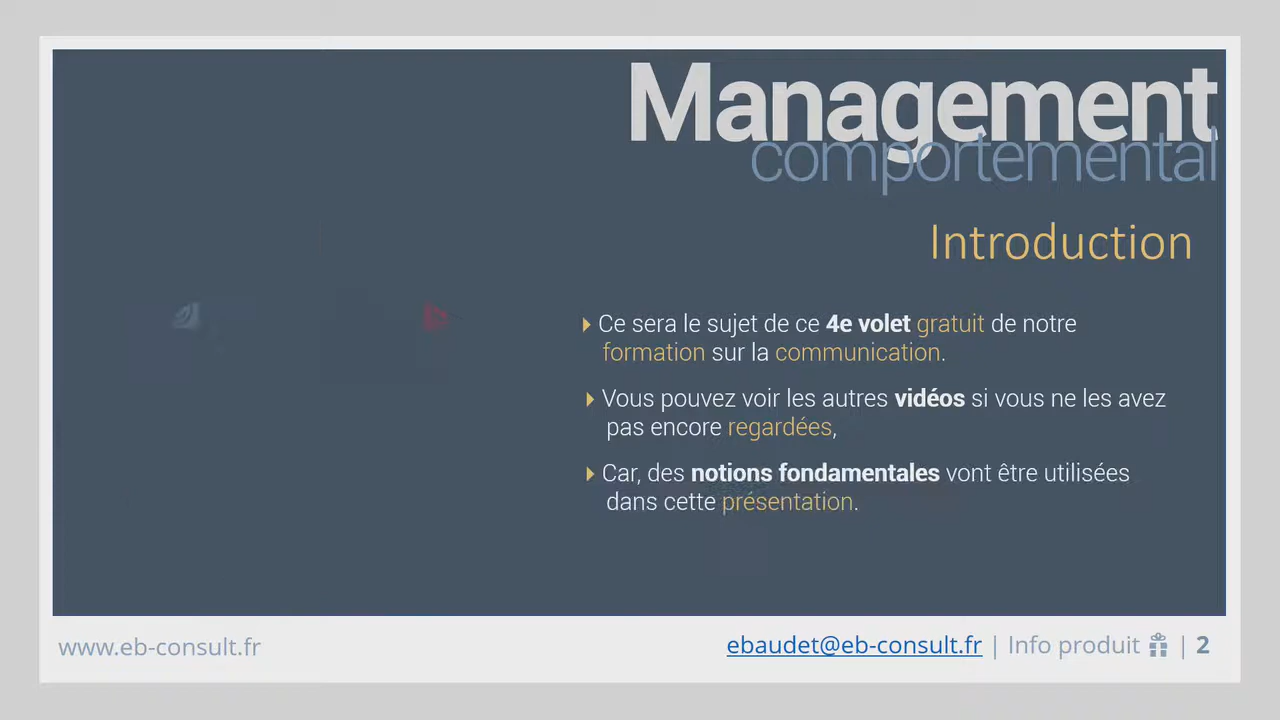 Management
comportemental
Introduction
Ce sera le sujet de ce 4e volet gratuit de notre
formation sur la communication.
Vous pouvez voir les autres vidéos si vous ne les avez
pas encore regardées,
Car, des notions fondamentales vont être utilisées
dans cette présentation.
www.eb-consult.fr
ebaudet@eb-consult.fr | Info produit | 2